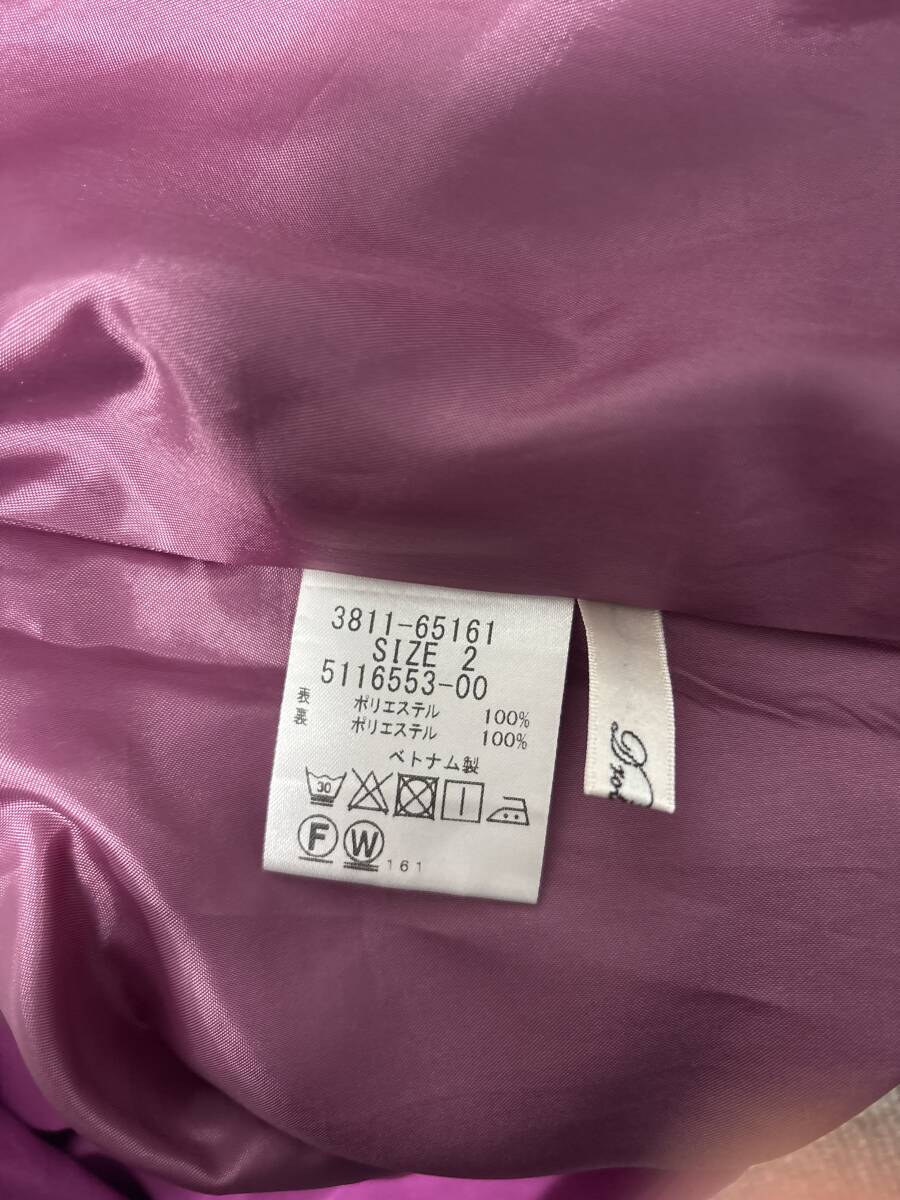 3811-65161
SIZE 2
5116553-00
表 ポリエステル 100%
裏 ポリエステル 100%
ベトナム製
30
F W 161